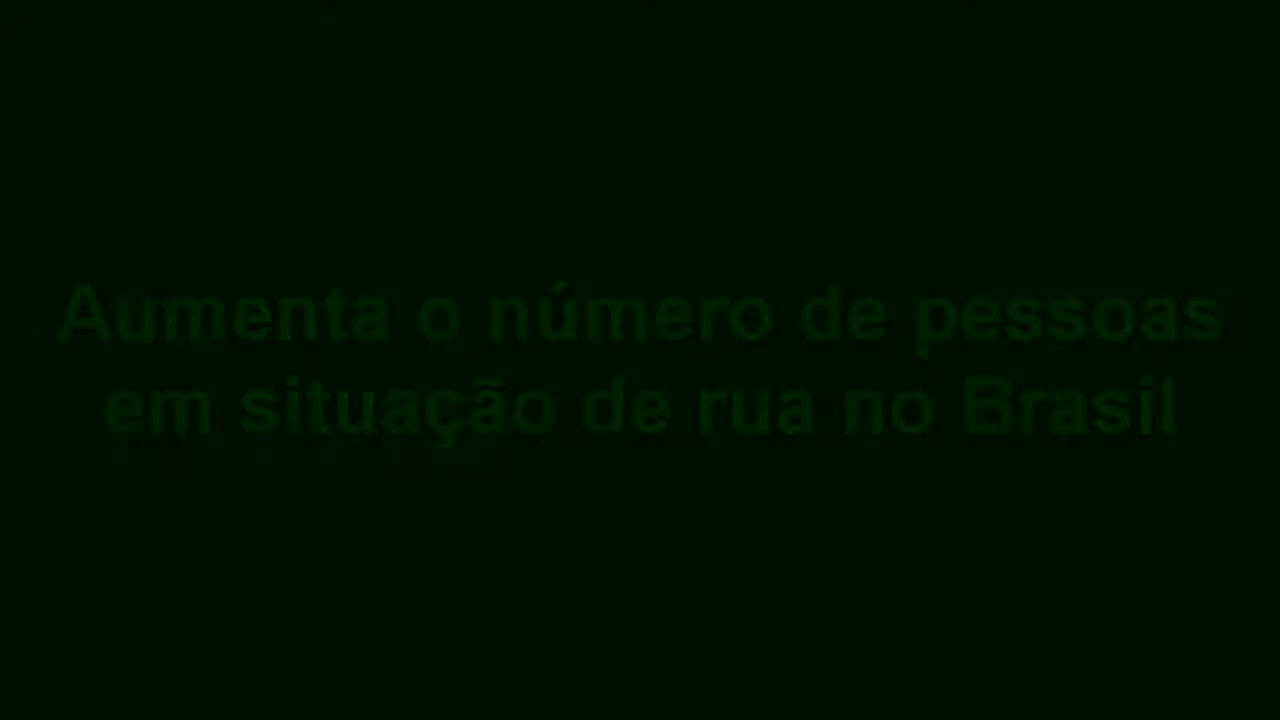 Aumenta o número de pessoas
em situação de rua no Brasil